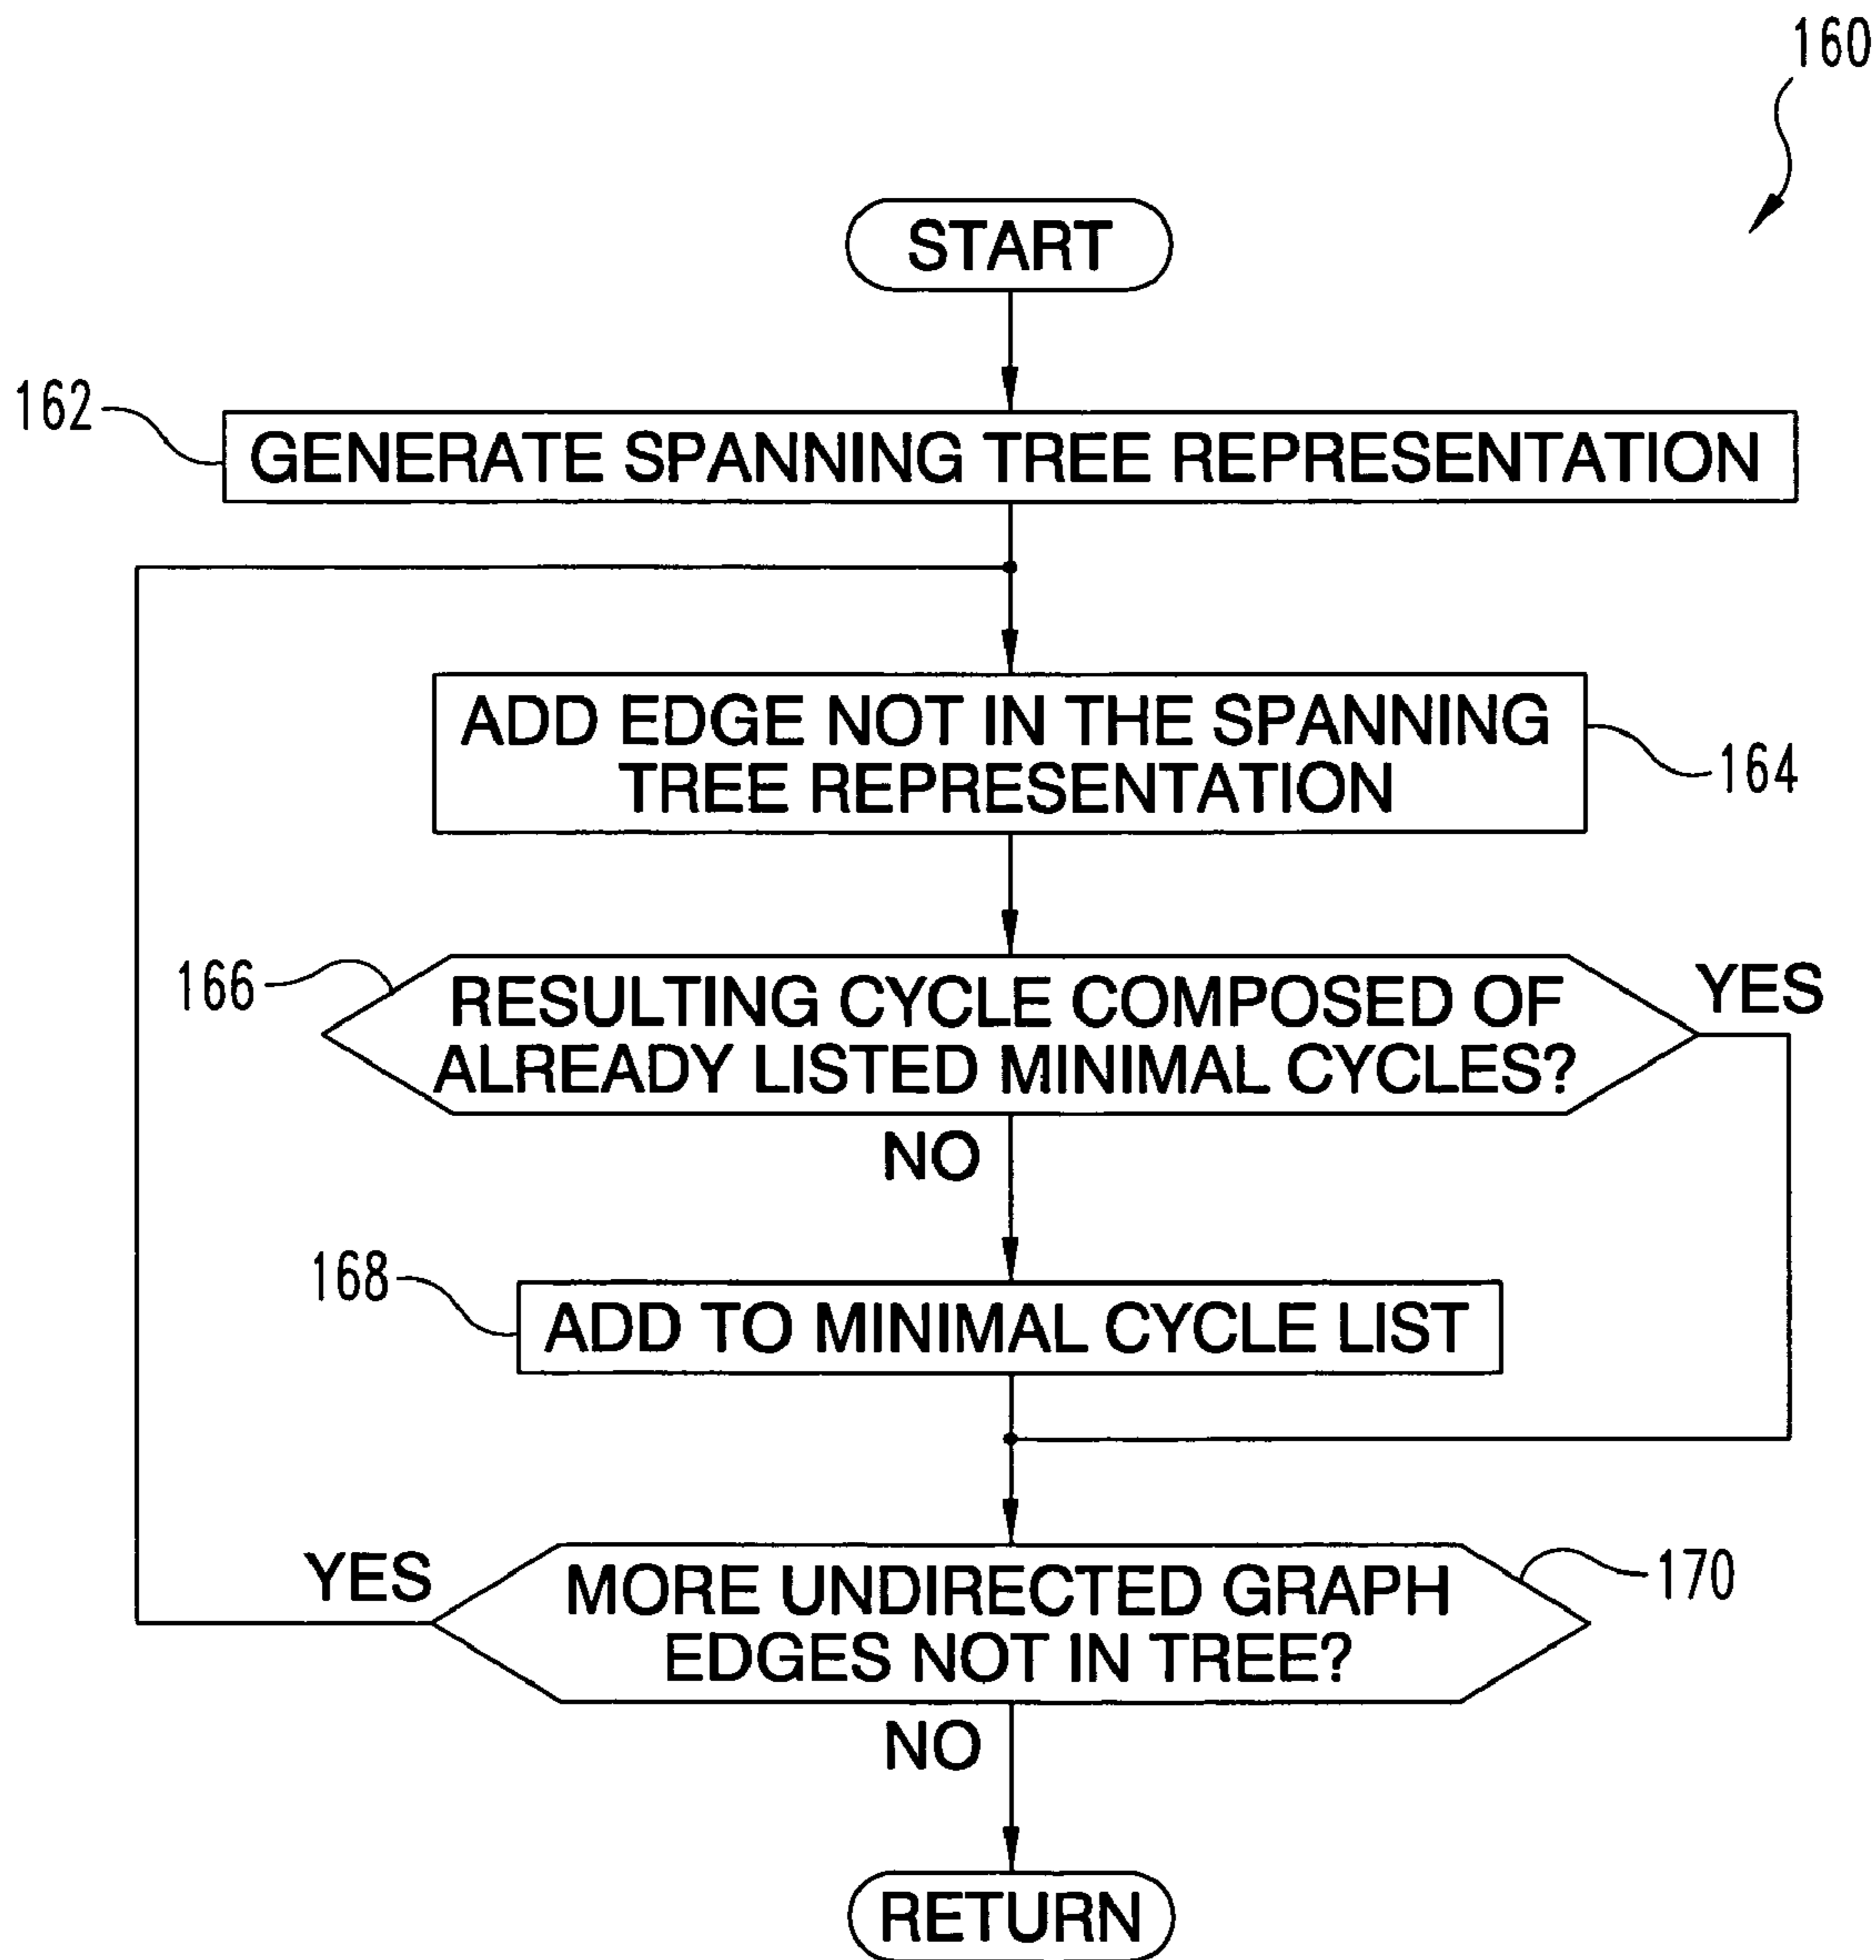 160
START
162
GENERATE SPANNING TREE REPRESENTATION
ADD EDGE NOT IN THE SPANNING
TREE REPRESENTATION
164
166
RESULTING CYCLE COMPOSED OF
ALREADY LISTED MINIMAL CYCLES?
YES
NO
168
ADD TO MINIMAL CYCLE LIST
YES
MORE UNDIRECTED GRAPH
EDGES NOT IN TREE?
170
NO
RETURN